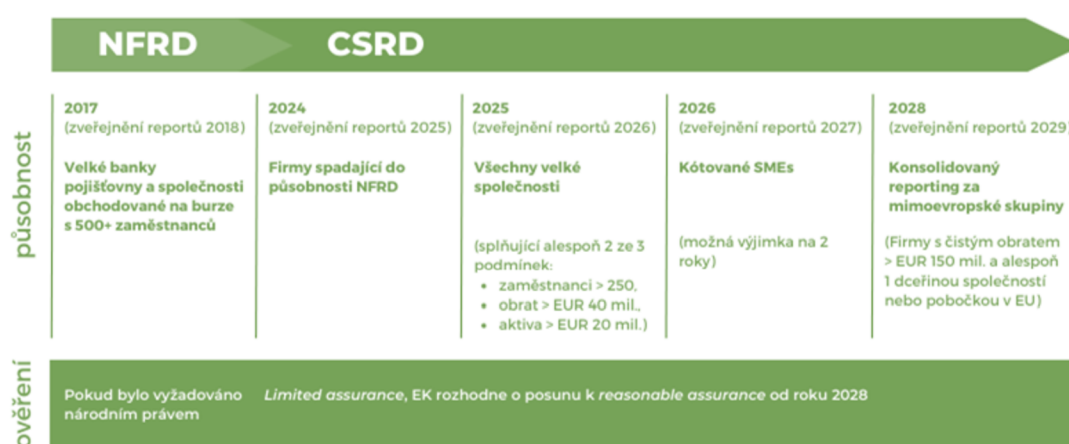 NFRD
CSRD
působnost
2017
(zveřejnění reportů 2018)
Velké banky
pojišťovny a společnosti
obchodované na burze
s 500+ zaměstnanců
2024
(zveřejnění reportů 2025)
Firmy spadající do
působnosti NFRD
2025
(zveřejnění reportů 2026)
Všechny velké
společnosti
(splňující alespoň 2 ze 3
podmínek:
• zaměstnanci > 250,
• obrat > EUR 40 mil.,
• aktiva > EUR 20 mil.)
2026
(zveřejnění reportů 2027)
Kótované SMEs
(možná výjimka na 2
roky)
2028
(zveřejnění reportů 2029)
Konsolidovaný
reporting za
mimoevropské skupiny
(Firmy s čistým obratem
> EUR 150 mil. a alespoň
1 dceřinou společností
nebo pobočkou v EU)
ověření
Pokud bylo vyžadováno
národním právem
Limited assurance, EK rozhodne o posunu k reasonable assurance od roku 2028